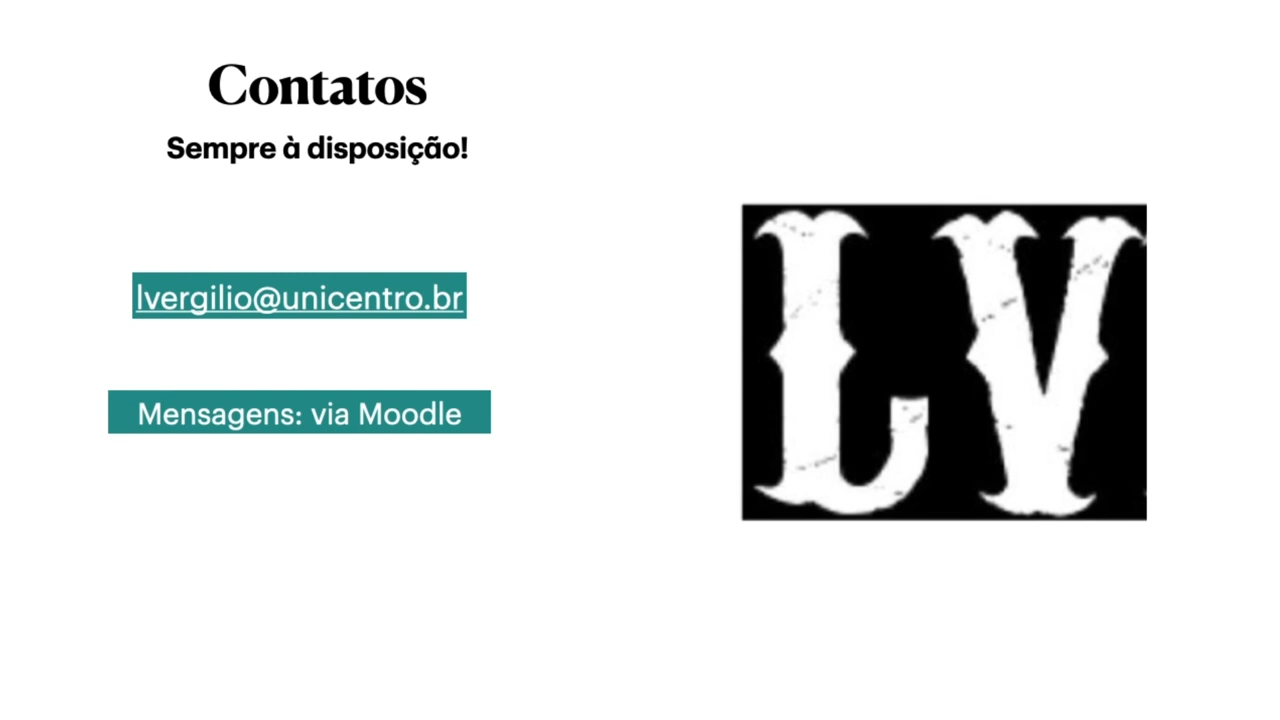 Contatos
Sempre à disposição!
lvergilio@unicentro.br
Mensagens: via Moodle
LV